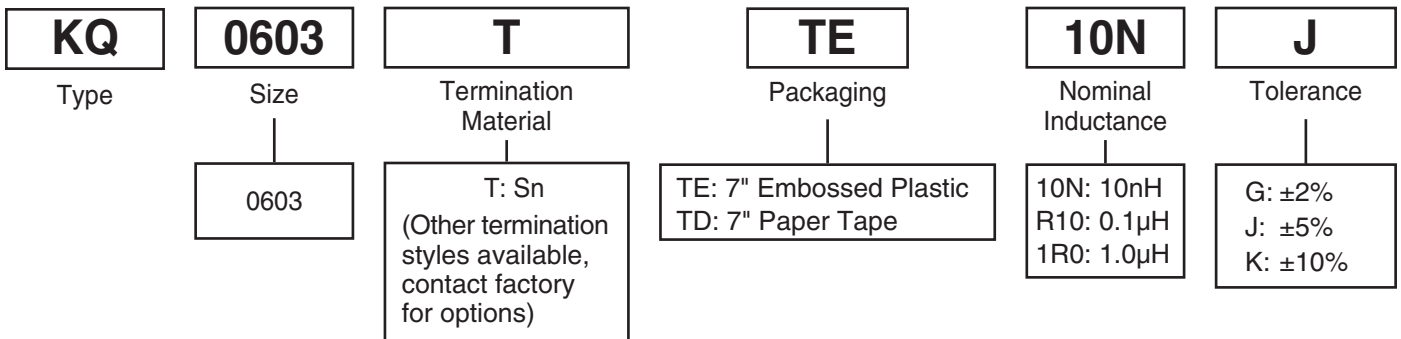 KQ 0603 T TE 10N J
Type Size Termination Material Packaging Nominal Inductance Tolerance
0603
T: Sn
(Other termination
styles available,
contact factory
for options)
TE: 7" Embossed Plastic
TD: 7" Paper Tape
10N: 10nH
R10: 0.1µH
1R0: 1.0µH
G: ±2%
J: ±5%
K: ±10%